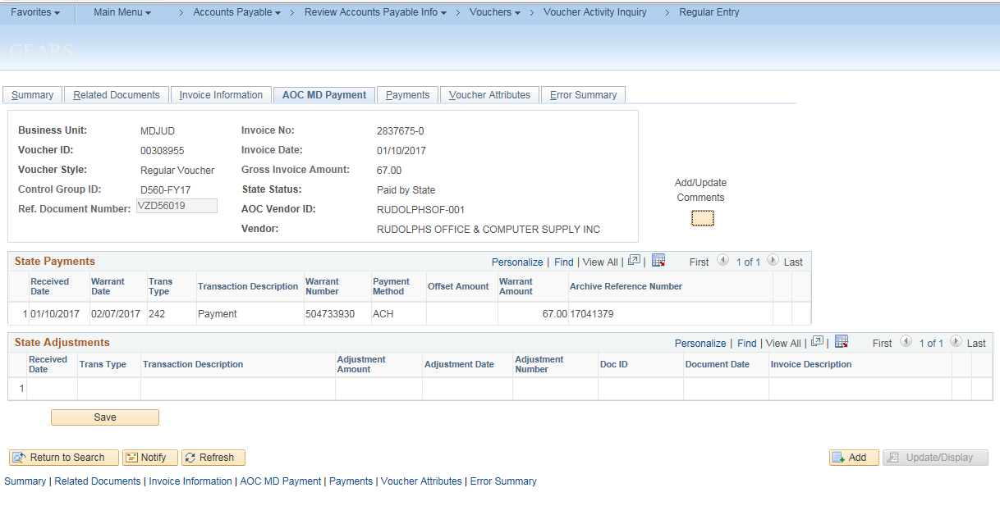 Favorites Main Menu > Accounts Payable > Review Accounts Payable Info > Vouchers > Voucher Activity Inquiry > Regular Entry
GEARS
Summary Related Documents Invoice Information AOC MD Payment Payments Voucher Attributes Error Summary
Business Unit: MDJUD Invoice No: 2837675-0
Voucher ID: 00308955 Invoice Date: 01/10/2017
Voucher Style: Regular Voucher Gross Invoice Amount: 67.00
Control Group ID: D560-FY17 State Status: Paid by State
Ref. Document Number: VZD56019 AOC Vendor ID: RUDOLPHSOF-001
Vendor: RUDOLPHS OFFICE & COMPUTER SUPPLY INC
Add/Update
Comments
State Payments Personalize | Find | View All | | First 1 of 1 Last
Received Date Warrant Date Trans Type Transaction Description Warrant Number Payment Method Offset Amount Warrant Amount Archive Reference Number
1 01/10/2017 02/07/2017 242 Payment 504733930 ACH 67.00 17041379
State Adjustments Personalize | Find | View All | | First 1 of 1 Last
Received Date Trans Type Transaction Description Adjustment Amount Adjustment Date Adjustment Number Doc ID Document Date Invoice Description
1
Save
Return to Search Notify Refresh Add Update/Display
Summary | Related Documents | Invoice Information | AOC MD Payment | Payments | Voucher Attributes | Error Summary